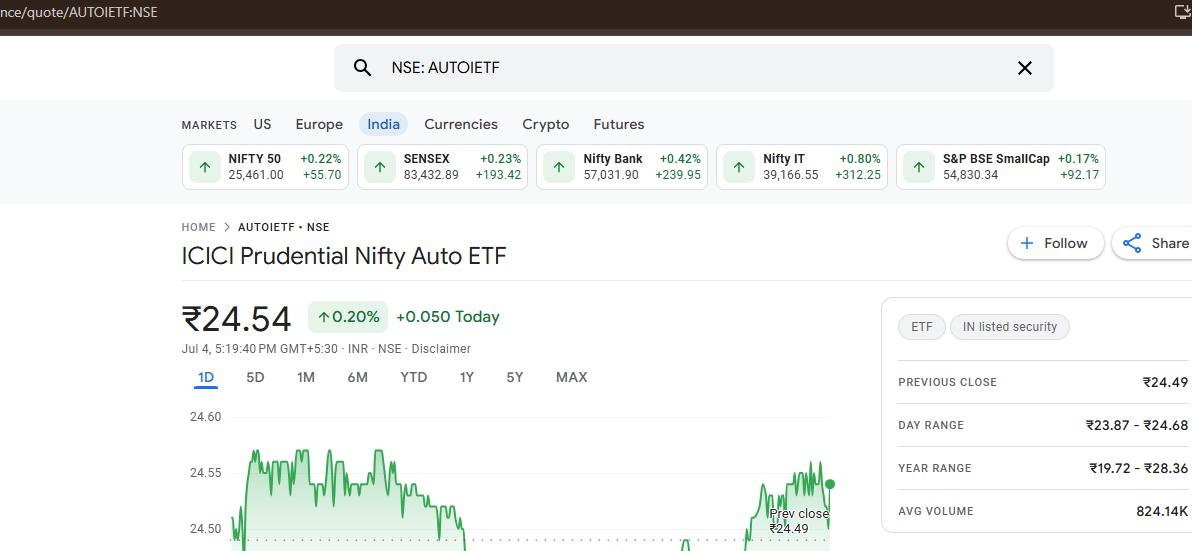 nce/quote/AUTOIETF:NSE
NSE: AUTOIETF
MARKETS US Europe India Currencies Crypto Futures
NIFTY 50 +0.22%
25,461.00 +55.70
SENSEX +0.23%
83,432.89 +193.42
Nifty Bank +0.42%
57,031.90 +239.95
Nifty IT +0.80%
39,166.55 +312.25
S&P BSE SmallCap +0.17%
54,830.34 +92.17
HOME > AUTOIETF • NSE
ICICI Prudential Nifty Auto ETF
+ Follow
Share
₹24.54 ↑0.20% +0.050 Today
Jul 4, 5:19:40 PM GMT+5:30 · INR · NSE · Disclaimer
1D 5D 1M 6M YTD 1Y 5Y MAX
24.60
24.55
24.50
Prev close
₹24.49
ETF IN listed security
PREVIOUS CLOSE ₹24.49
DAY RANGE ₹23.87 - ₹24.68
YEAR RANGE ₹19.72 - ₹28.36
AVG VOLUME 824.14K